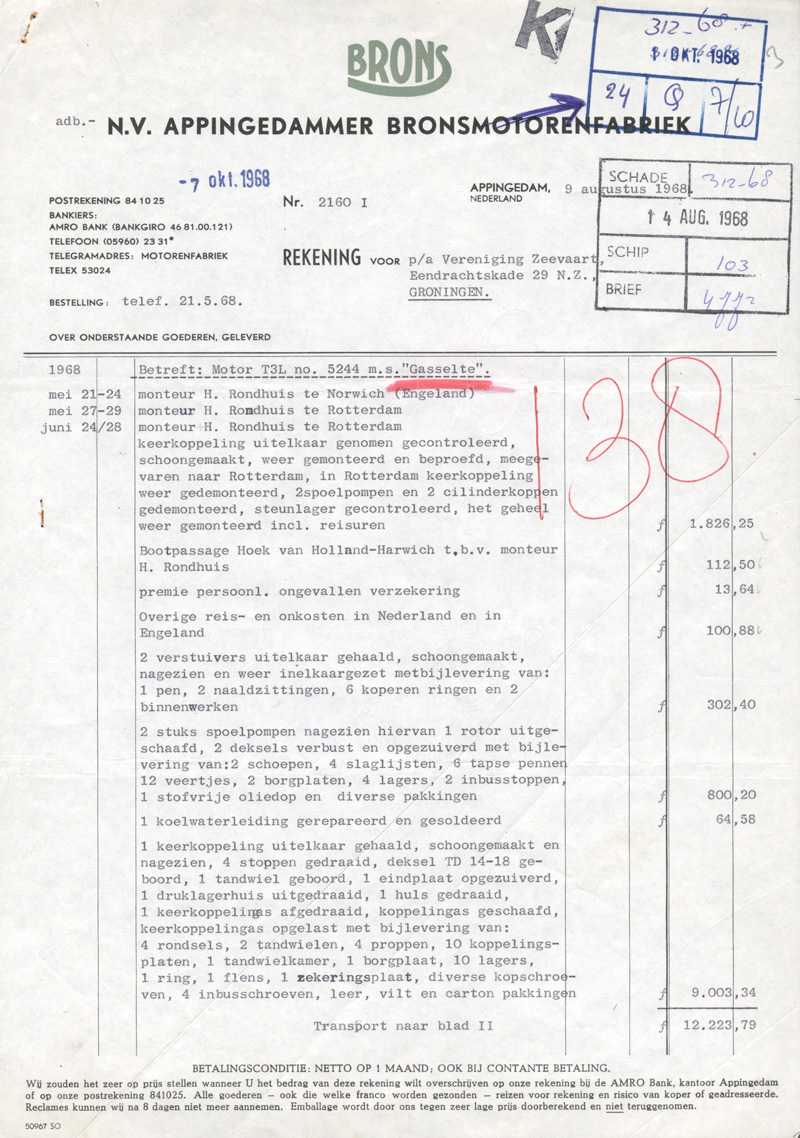 K
312-68
1 OKT. 1968
24
7/10
BRONS
adb.- N.V. APPINGEDAMMER BRONSMOTORENFABRIEK
-7 okt.1968
POSTREKENING 84 10 25
BANKIERS:
AMRO BANK (BANKGIRO 46 81.00.121)
TELEFOON (05960) 23 31*
TELEGRAMADRES: MOTORENFABRIEK
TELEX 53024
BESTELLING: telef. 21.5.68.
Nr. 2160 I
APPINGEDAM, 9 augustus 1968.
NEDERLAND
REKENING VOOR p/a Vereniging Zeevaart,
Eendrachtskade 29 N.Z.,
GRONINGEN.
SCHADE 312-68
14 AUG. 1968
SCHIP 103
BRIEF
OVER ONDERSTAANDE GOEDEREN, GELEVERD
1968 Betreft: Motor T3L no. 5244 m.s."Gasselte".
138
mei 21-24 monteur H. Rondhuis te Norwich (Engeland)
mei 27-29 monteur H. Rondhuis te Rotterdam
juni 24/28 monteur H. Rondhuis te Rotterdam
keerkoppeling uitelkaar genomen gecontroleerd,
schoongemaakt, weer gemonteerd en beproefd, meege-
varen naar Rotterdam, in Rotterdam keerkoppeling
weer gedemonteerd, 2spoelpompen en 2 cilinderkoppen
gedemonteerd, steunlager gecontroleerd, het geheel
weer gemonteerd incl. reisuren f 1.826,25
Bootpassage Hoek van Holland-Harwich t.b.v. monteur
H. Rondhuis f 112,50
premie persoonl. ongevallen verzekering f 13,64
Overige reis- en onkosten in Nederland en in
Engeland f 100,88
2 verstuivers uitelkaar gehaald, schoongemaakt,
nagezien en weer inelkaargezet metbijlevering van:
1 pen, 2 naaldzittingen, 6 koperen ringen en 2
binnenwerken f 302,40
2 stuks spoelpompen nagezien hiervan 1 rotor uitge-
schaafd, 2 deksels verbust en opgezuiverd met bijle-
vering van:2 schoepen, 4 slaglijsten, 6 tapse pennen
12 veertjes, 2 borgplaten, 4 lagers, 2 inbusstoppen,
1 stofvrije oliedop en diverse pakkingen f 800,20
1 koelwaterleiding gerepareerd en gesoldeerd f 64,58
1 keerkoppeling uitelkaar gehaald, schoongemaakt en
nagezien, 4 stoppen gedraaid, deksel TD 14-18 ge-
boord, 1 tandwiel geboord, 1 eindplaat opgezuiverd,
1 druklagerhuis uitgedraaid, 1 huls gedraaid,
1 keerkoppelingas afgedraaid, koppelingas geschaafd,
keerkoppelingas opgelast met bijlevering van:
4 rondsels, 2 tandwielen, 4 proppen, 10 koppelings-
platen, 1 tandwielkamer, 1 borgplaat, 10 lagers,
1 ring, 1 flens, 1 zekeringsplaat, diverse kopschroe-
ven, 4 inbusschroeven, leer, vilt en carton pakkingen f 9.003,34
Transport naar blad II f 12.223,79
BETALINGSCONDITIE: NETTO OP 1 MAAND; OOK BIJ CONTANTE BETALING.
Wij zouden het zeer op prijs stellen wanneer U het bedrag van deze rekening wilt overschrijven op onze rekening bij de AMRO Bank, kantoor Appingedam
of op onze postrekening 841025. Alle goederen — ook die welke franco worden gezonden — reizen voor rekening en risico van koper of geadresseerde.
Reclames kunnen wij na 8 dagen niet meer aannemen. Emballage wordt door ons tegen zeer lage prijs doorberekend en niet teruggenomen.
50967 SO